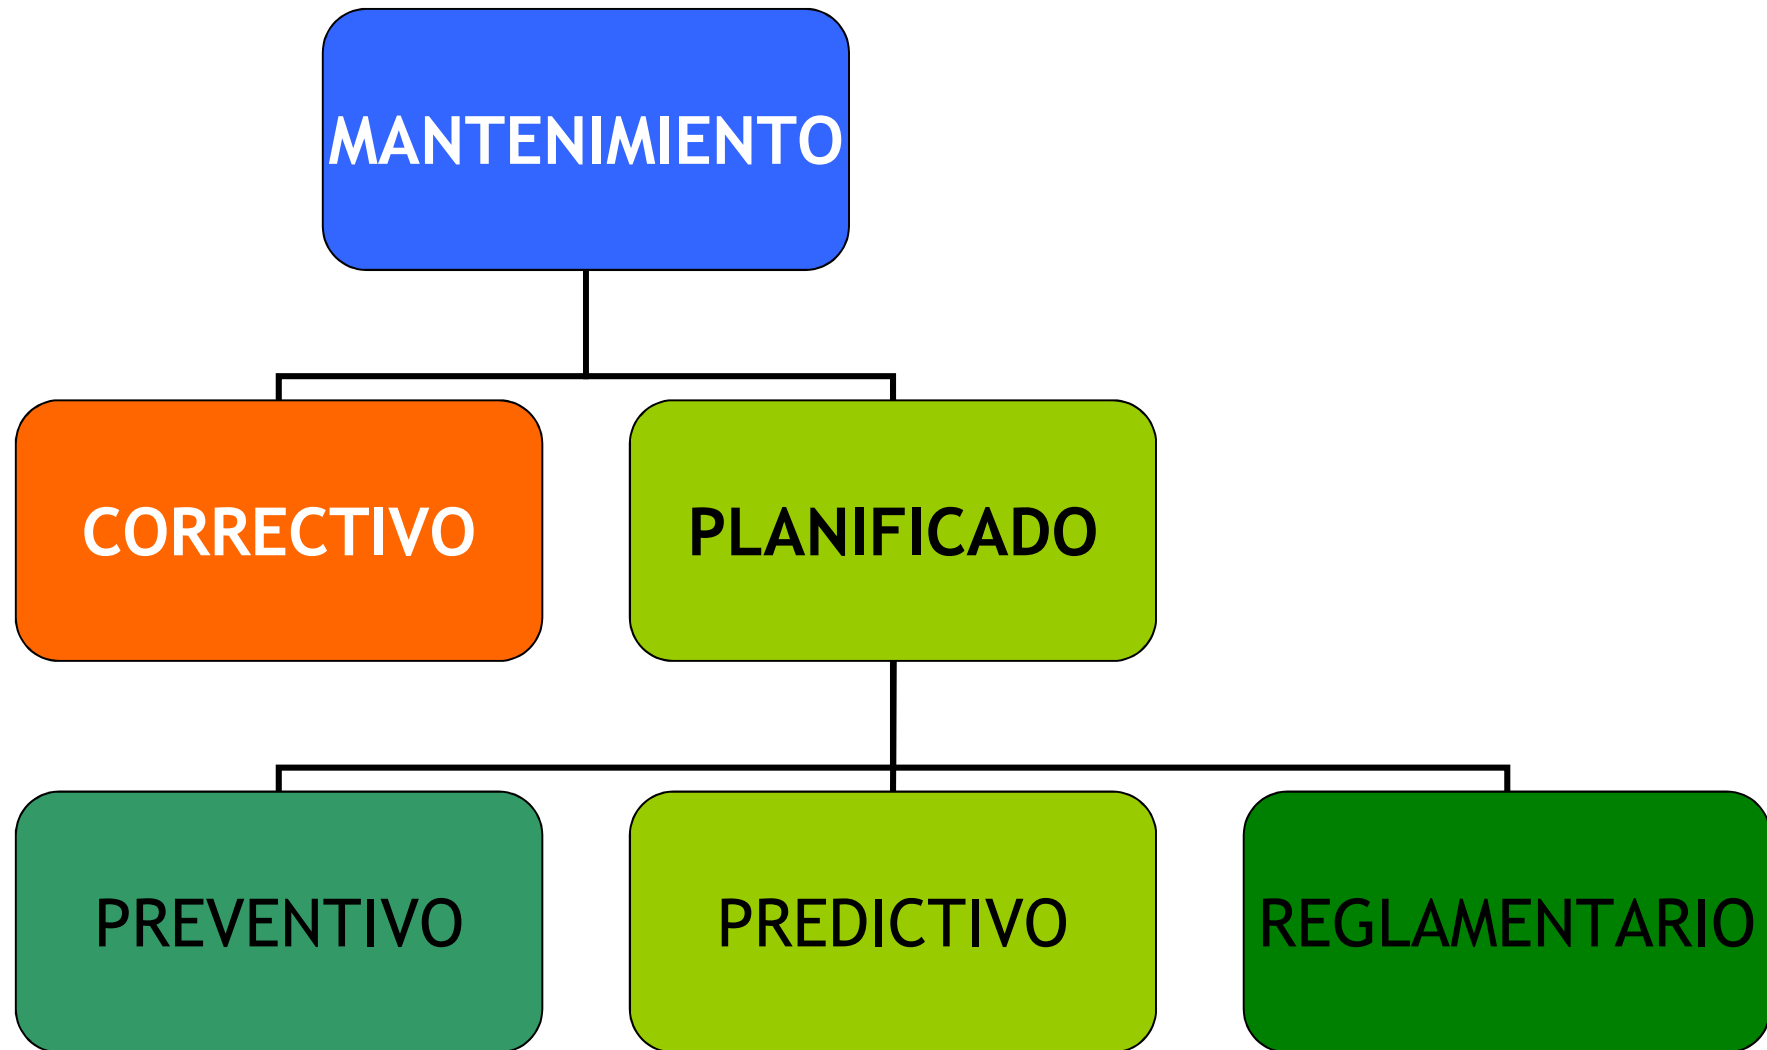 MANTENIMIENTO
CORRECTIVO
PLANIFICADO
PREVENTIVO
PREDICTIVO
REGLAMENTARIO